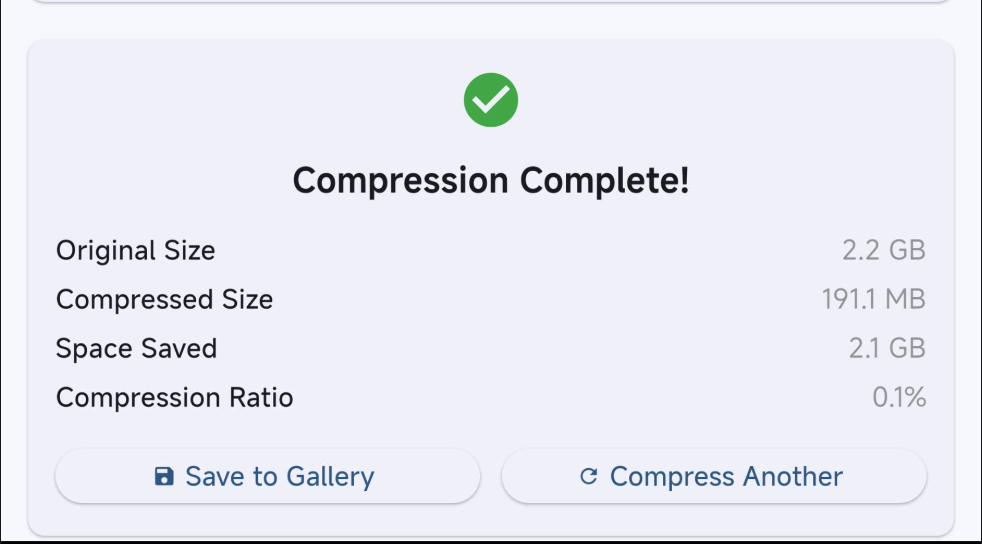 Compression Complete!
Original Size 2.2 GB
Compressed Size 191.1 MB
Space Saved 2.1 GB
Compression Ratio 0.1%
Save to Gallery Compress Another